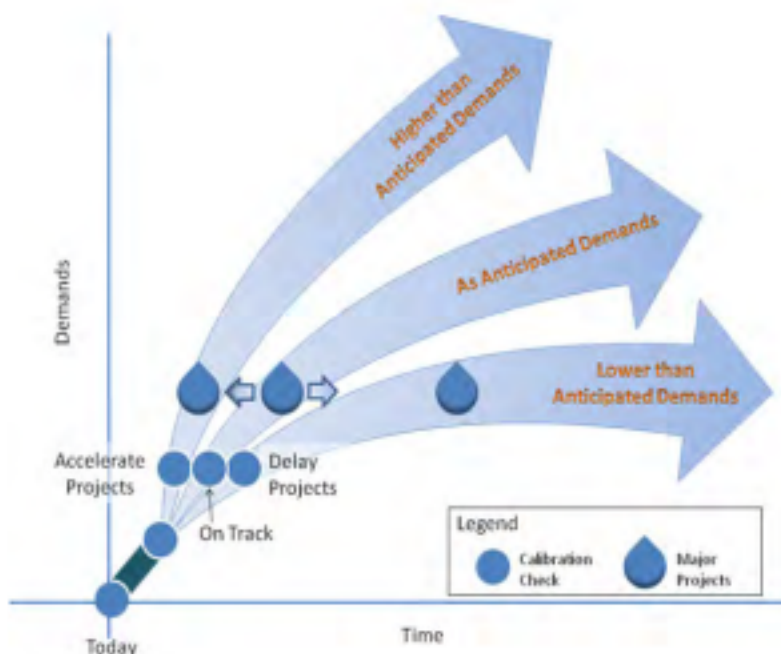 Higher than
Anticipated Demands
As Anticipated Demands
Lower than
Anticipated Demands
Demands
Accelerate
Projects
Delay
Projects
On Track
Legend
Calibration
Check
Major
Projects
Today
Time